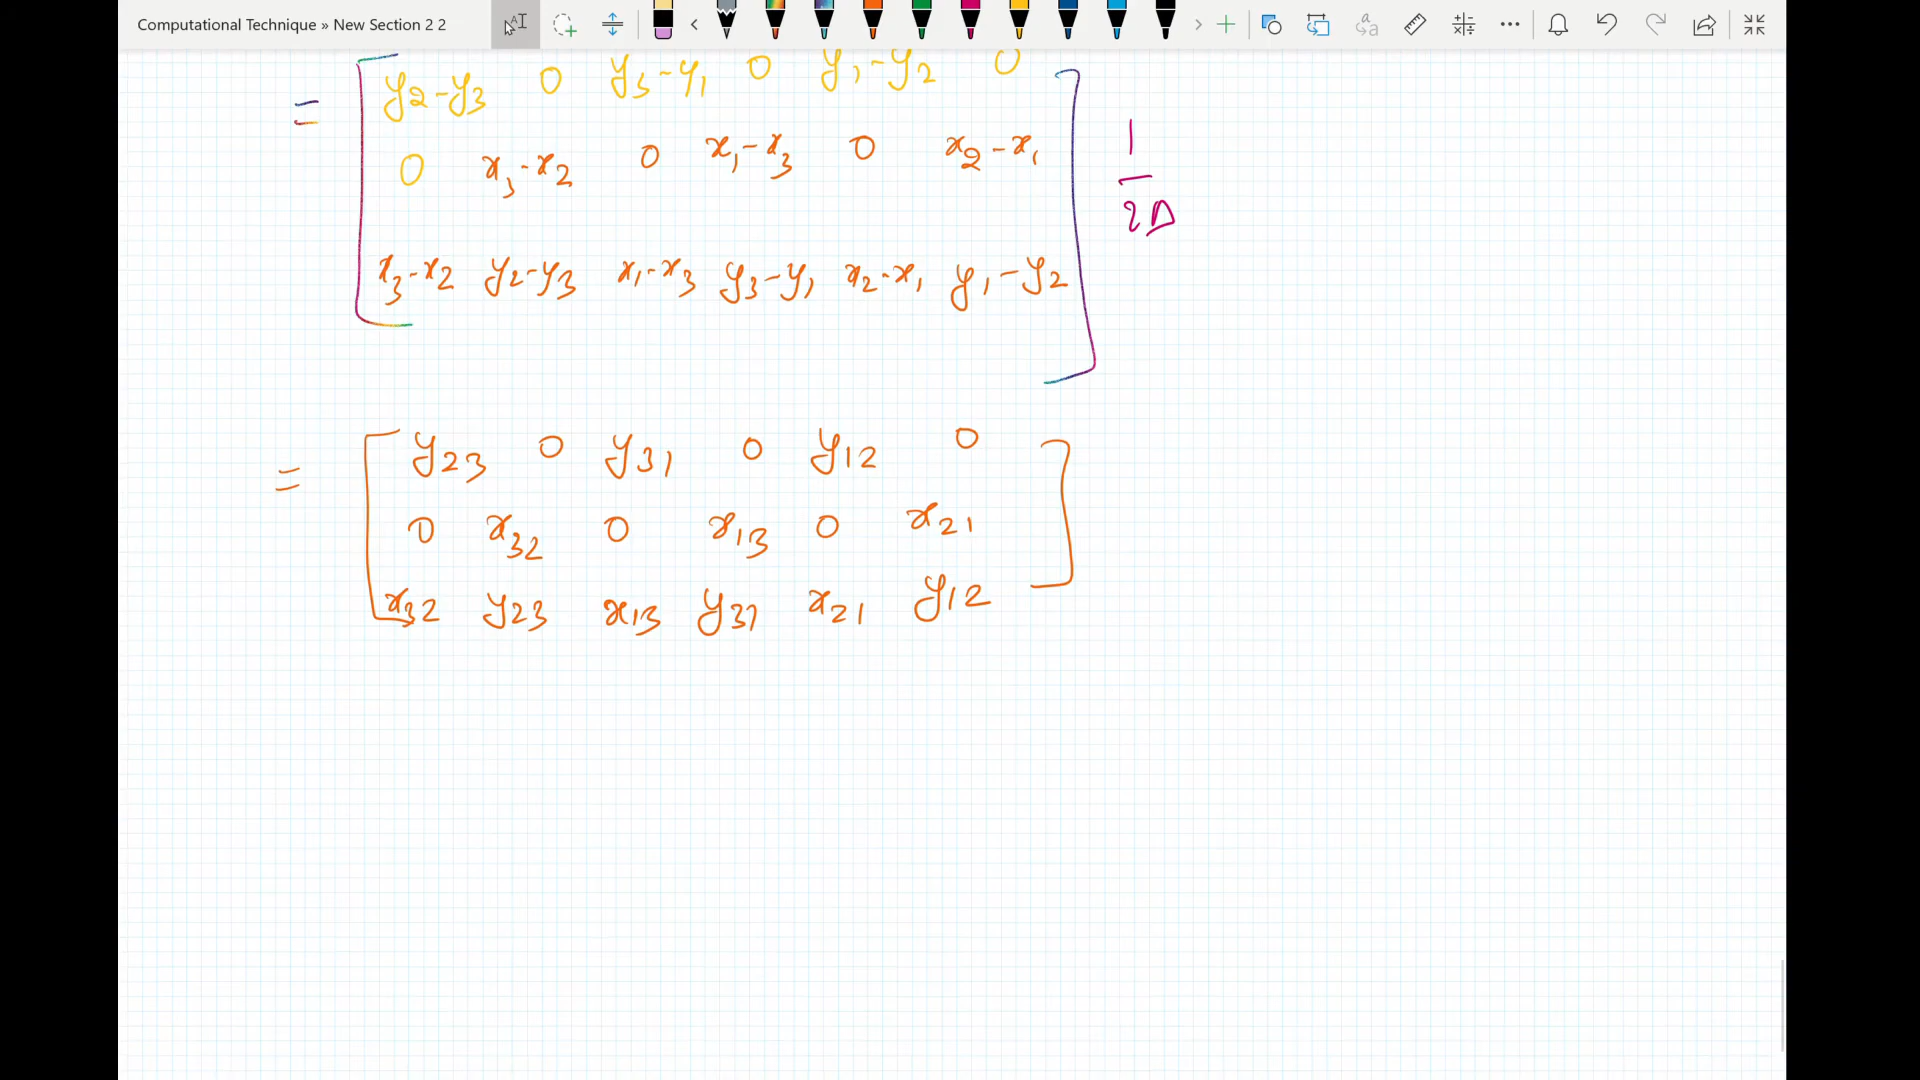 Computational Technique » New Section 2 2
= [ y2-y3 0 y3-y1 0 y1-y2 0
0 x3-x2 0 x1-x3 0 x2-x1
x3-x2 y2-y3 x1-x3 y3-y1 x2-x1 y1-y2 ] 1/2Δ
= [ y23 0 y31 0 y12 0
0 x32 0 x13 0 x21
x32 y23 x13 y31 x21 y12 ]